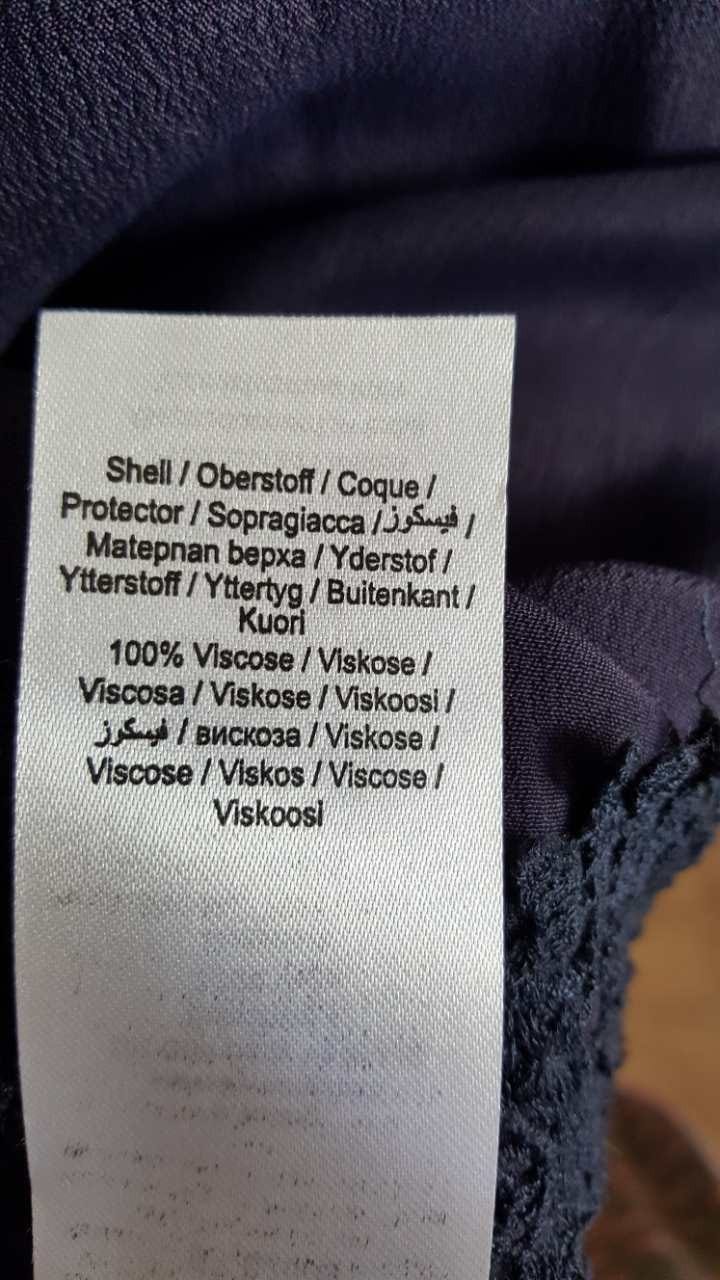 Shell / Oberstoff / Coque /
Protector / Sopragiacca / فيسكوز /
Матерпал верха / Yderstof /
Ytterstoff / Yttertyg / Buitenkant /
Kuori
100% Viscose / Viskose /
Viscosa / Viskose / Viskoosi /
فيسكوز / вискоза / Viskose /
Viscose / Viskos / Viscose /
Viskoosi